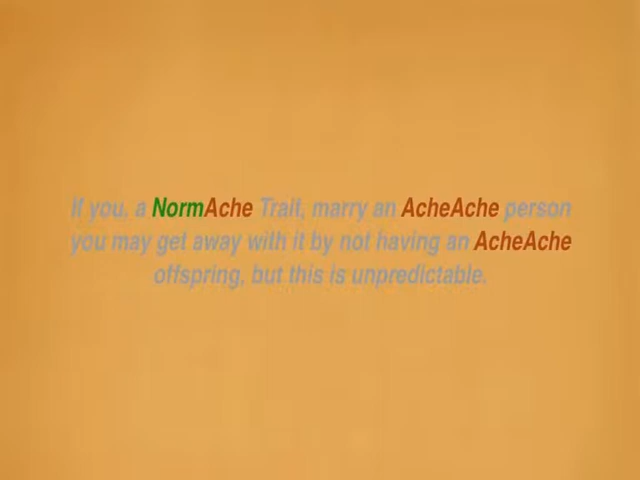 If you, a NormAche Trait, marry an AcheAche person
you may get away with it by not having an AcheAche
offspring, but this is unpredictable.